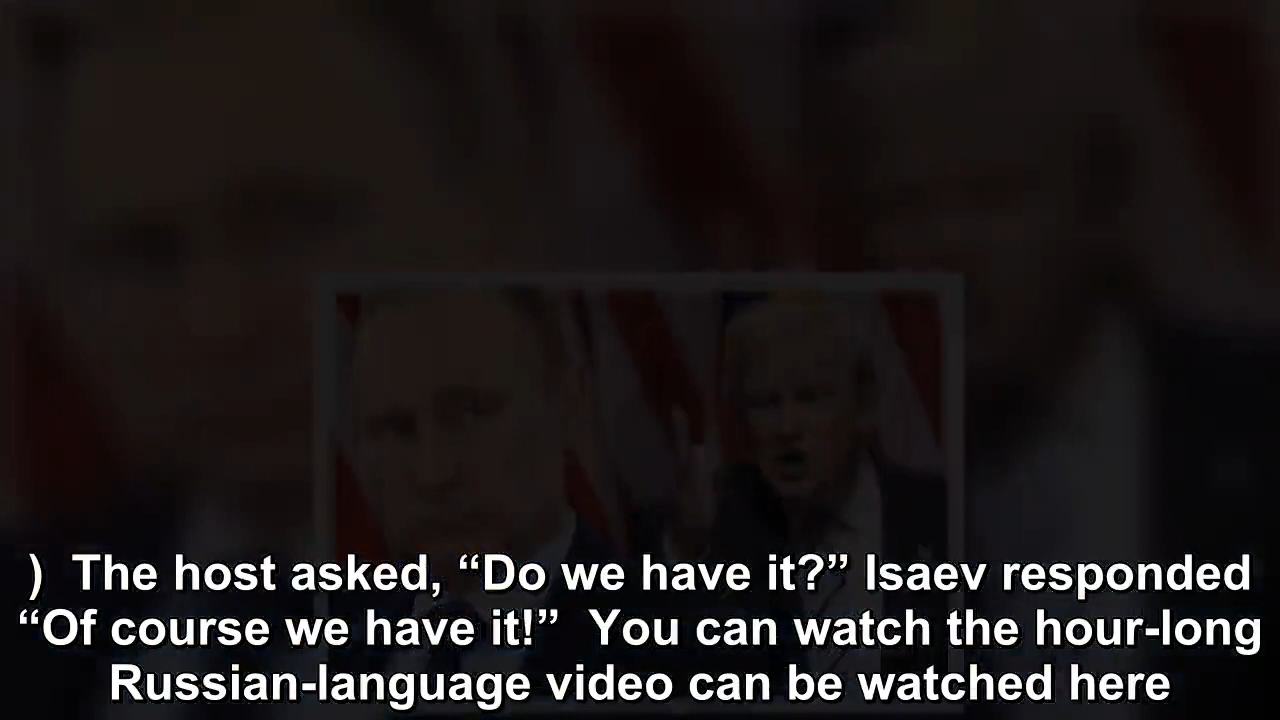 )  The host asked, “Do we have it?” Isaev responded
“Of course we have it!”  You can watch the hour-long
Russian-language video can be watched here